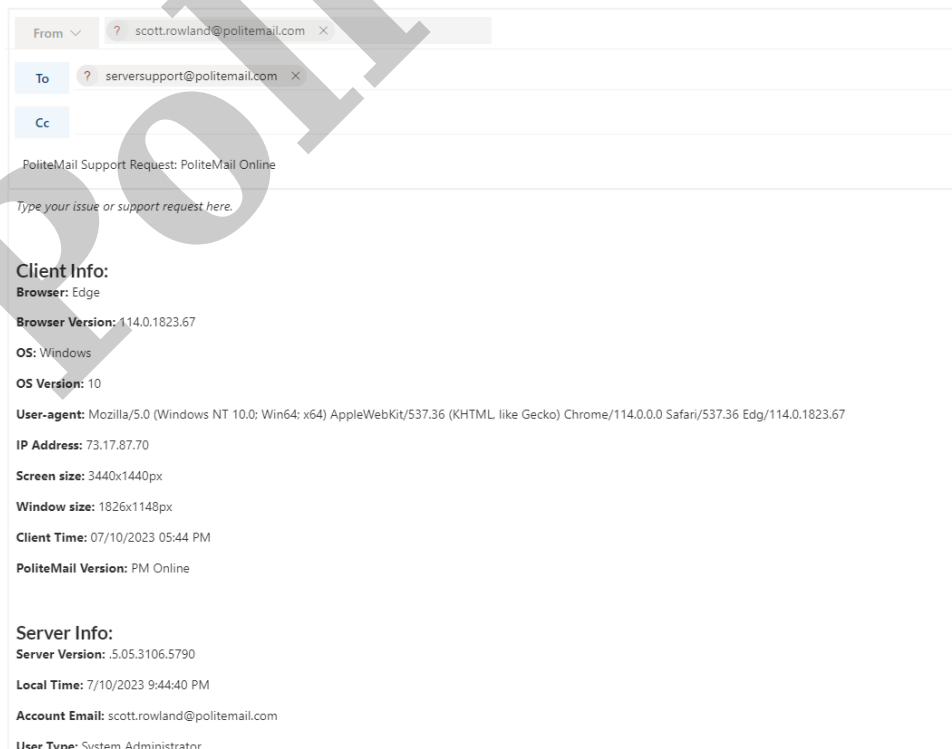 From
? scott.rowland@politemail.com ×
To
? serversupport@politemail.com ×
Cc
PoliteMail Support Request: PoliteMail Online
Type your issue or support request here.
Client Info:
Browser: Edge
Browser Version: 114.0.1823.67
OS: Windows
OS Version: 10
User-agent: Mozilla/5.0 (Windows NT 10.0; Win64; x64) AppleWebKit/537.36 (KHTML, like Gecko) Chrome/114.0.0.0 Safari/537.36 Edg/114.0.1823.67
IP Address: 73.17.87.70
Screen size: 3440x1440px
Window size: 1826x1148px
Client Time: 07/10/2023 05:44 PM
PoliteMail Version: PM Online
Server Info:
Server Version: .5.05.3106.5790
Local Time: 7/10/2023 9:44:40 PM
Account Email: scott.rowland@politemail.com
User Type: System Administrator